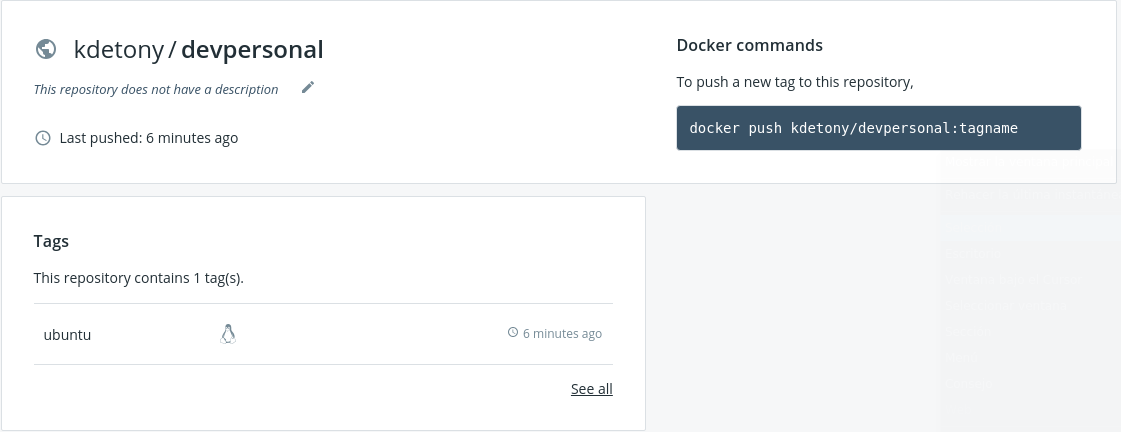 kdetony / devpersonal
This repository does not have a description
Last pushed: 6 minutes ago
Docker commands
To push a new tag to this repository,
docker push kdetony/devpersonal:tagname
Tags
This repository contains 1 tag(s).
ubuntu 6 minutes ago
See all